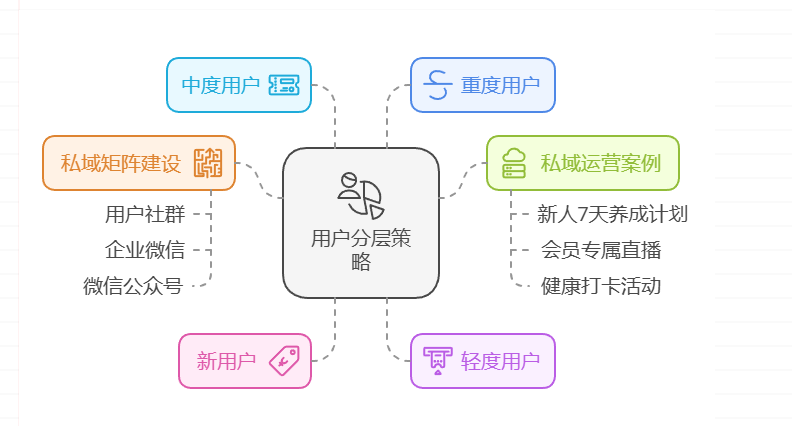 中度用户
重度用户
私域矩阵建设
用户社群
企业微信
微信公众号
用户分层策
略
私域运营案例
新人7天养成计划
会员专属直播
健康打卡活动
新用户
轻度用户